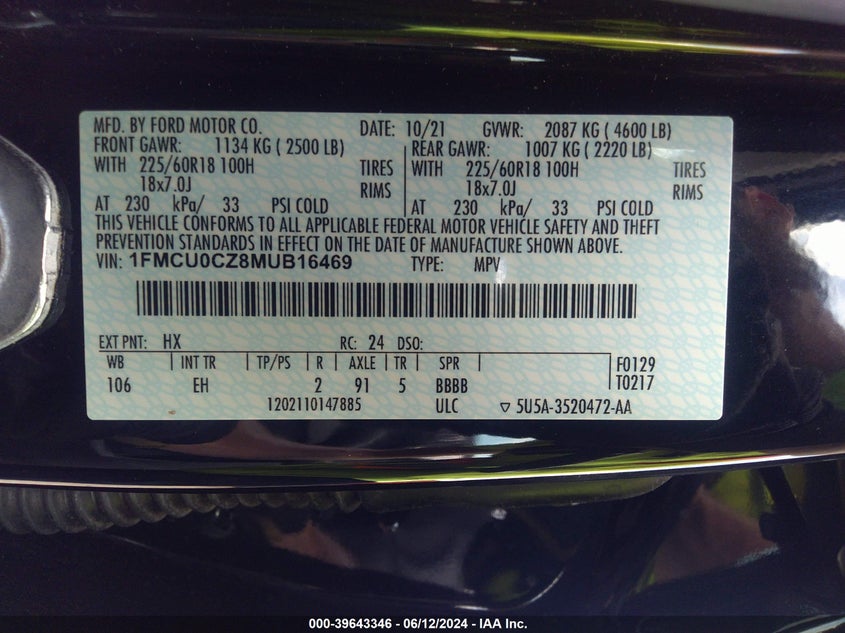 MFD. BY FORD MOTOR CO. DATE: 10/21 GVWR: 2087 KG ( 4600 LB)
FRONT GAWR: 1134 KG ( 2500 LB) REAR GAWR: 1007 KG ( 2220 LB)
WITH 225/60R18 100H TIRES WITH 225/60R18 100H TIRES
18x7.0J RIMS 18x7.0J RIMS
AT 230 kPa/ 33 PSI COLD AT 230 kPa/ 33 PSI COLD
THIS VEHICLE CONFORMS TO ALL APPLICABLE FEDERAL MOTOR VEHICLE SAFETY AND THEFT
PREVENTION STANDARDS IN EFFECT ON THE DATE OF MANUFACTURE SHOWN ABOVE.
VIN: 1FMCU0CZ8MUB16469 TYPE: MPV
EXT PNT: HX RC: 24 DSO:
WB INT TR TP/PS R AXLE TR SPR F0129
106 EH 2 91 5 BBBB T0217
1202110147885 ULC ▽ 5U5A-3520472-AA
000-39643346 - 06/12/2024 - IAA Inc.